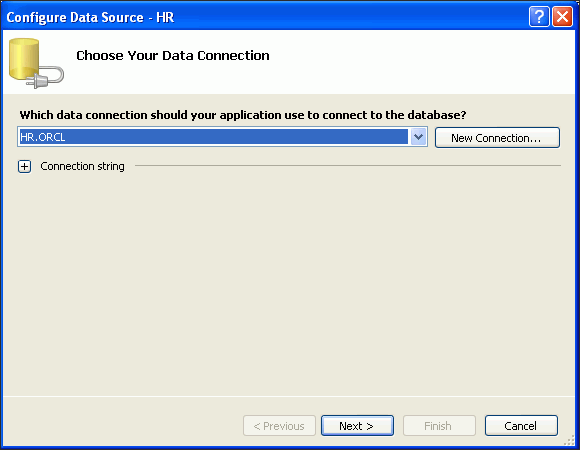 Configure Data Source - HR
Choose Your Data Connection
Which data connection should your application use to connect to the database?
HR.ORCL
New Connection...
Connection string
< Previous
Next >
Finish
Cancel